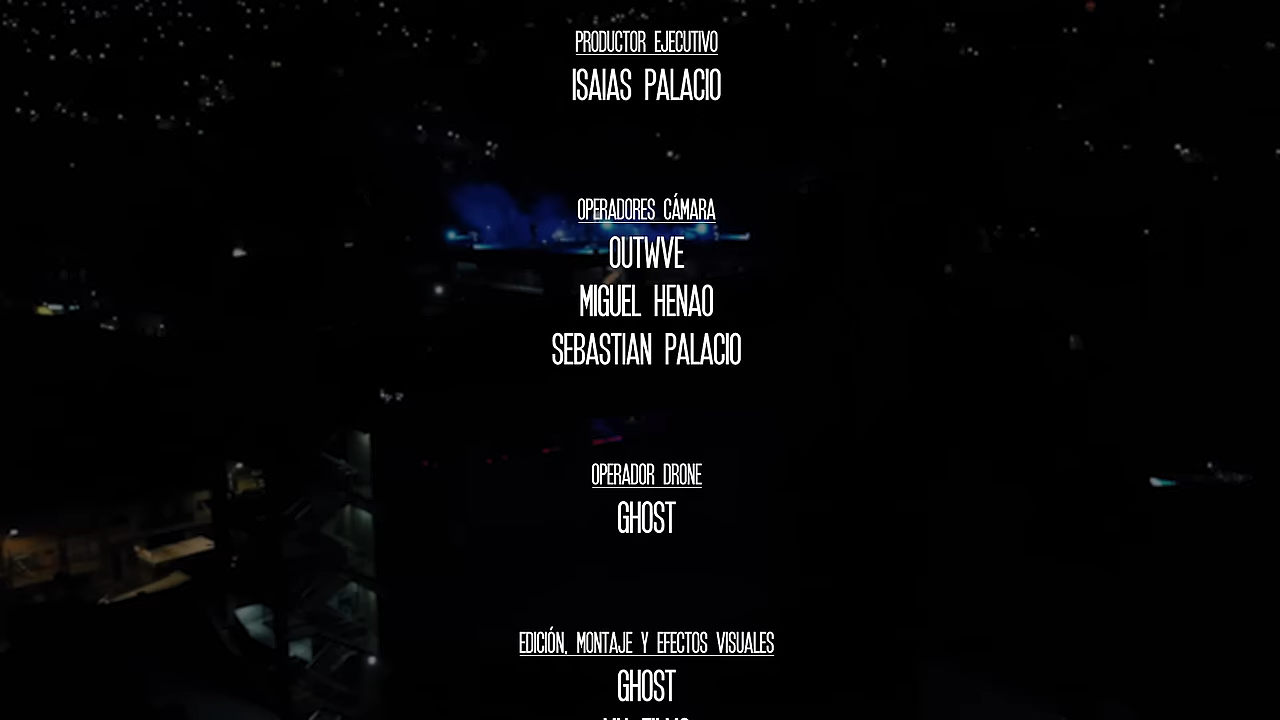 PRODUCTOR EJECUTIVO
ISAIAS PALACIO
OPERADORES CÁMARA
OUTWVE
MIGUEL HENAO
SEBASTIAN PALACIO
OPERADOR DRONE
GHOST
EDICIÓN, MONTAJE Y EFECTOS VISUALES
GHOST